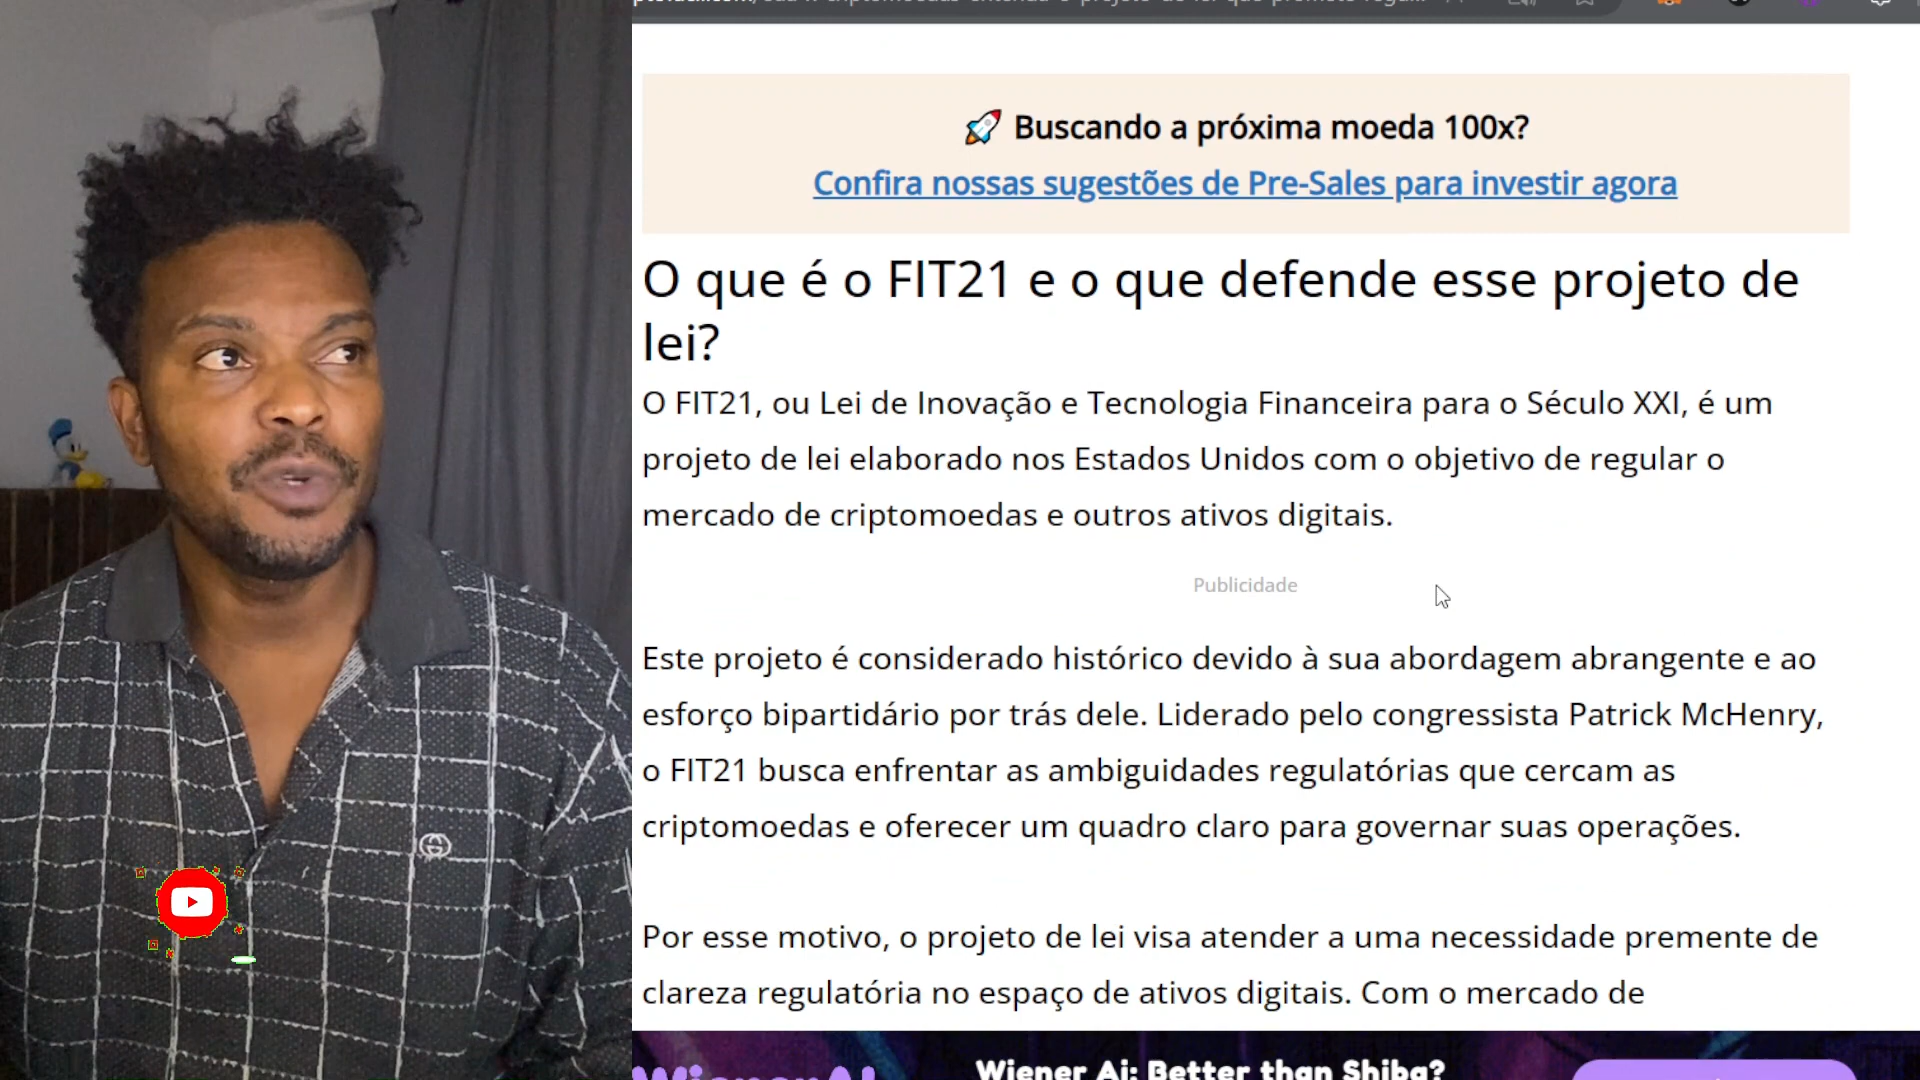 Buscando a próxima moeda 100x?
Confira nossas sugestões de Pre-Sales para investir agora
O que é o FIT21 e o que defende esse projeto de
lei?
O FIT21, ou Lei de Inovação e Tecnologia Financeira para o Século XXI, é um
projeto de lei elaborado nos Estados Unidos com o objetivo de regular o
mercado de criptomoedas e outros ativos digitais.
Publicidade
Este projeto é considerado histórico devido à sua abordagem abrangente e ao
esforço bipartidário por trás dele. Liderado pelo congressista Patrick McHenry,
o FIT21 busca enfrentar as ambiguidades regulatórias que cercam as
criptomoedas e oferecer um quadro claro para governar suas operações.
Por esse motivo, o projeto de lei visa atender a uma necessidade premente de
clareza regulatória no espaço de ativos digitais. Com o mercado de
Wiener Ai: Better than Shiba?
WienerAI